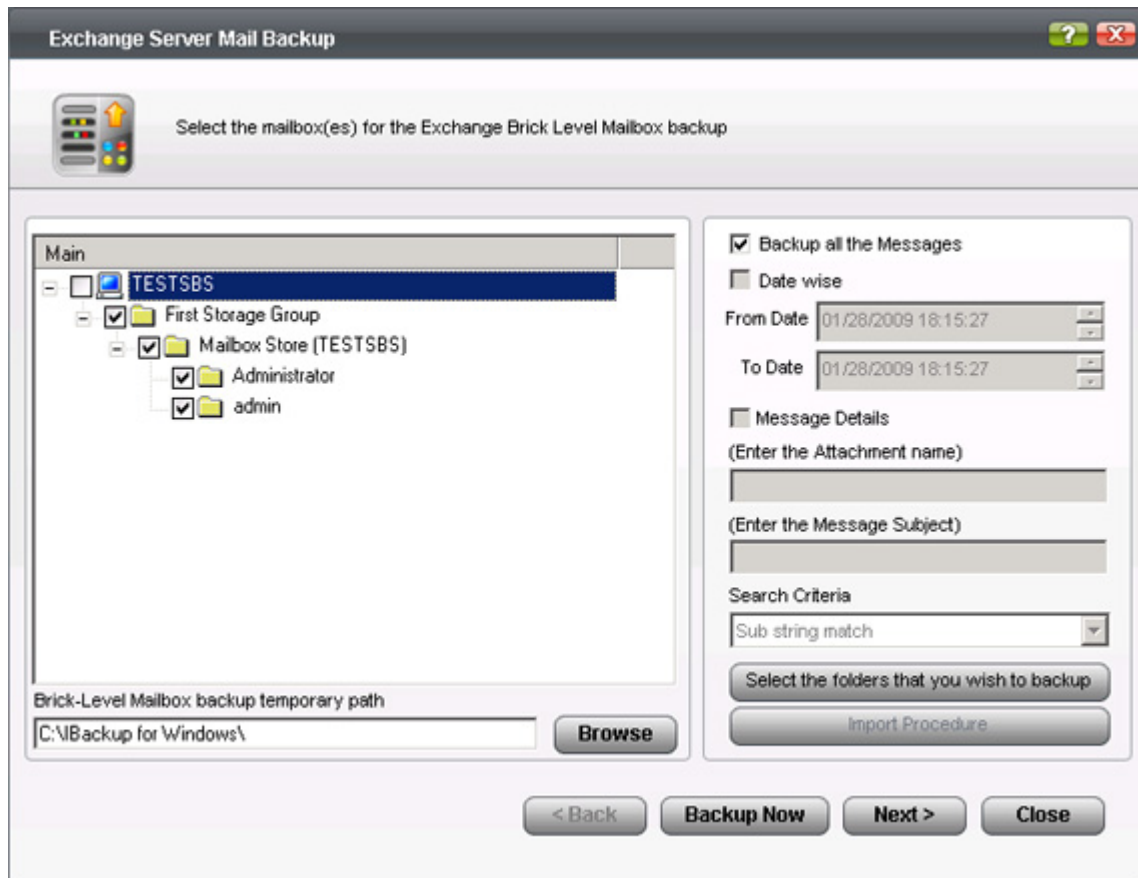 Exchange Server Mail Backup
?
X
Select the mailbox(es) for the Exchange Brick Level Mailbox backup
Main
TESTSBS
First Storage Group
Mailbox Store (TESTSBS)
Administrator
admin
Brick-Level Mailbox backup temporary path
C:\IBackup for Windows\
Browse
Backup all the Messages
Date wise
From Date 01/28/2009 18:15:27
To Date 01/28/2009 18:15:27
Message Details
(Enter the Attachment name)
(Enter the Message Subject)
Search Criteria
Sub string match
Select the folders that you wish to backup
Import Procedure
< Back
Backup Now
Next >
Close